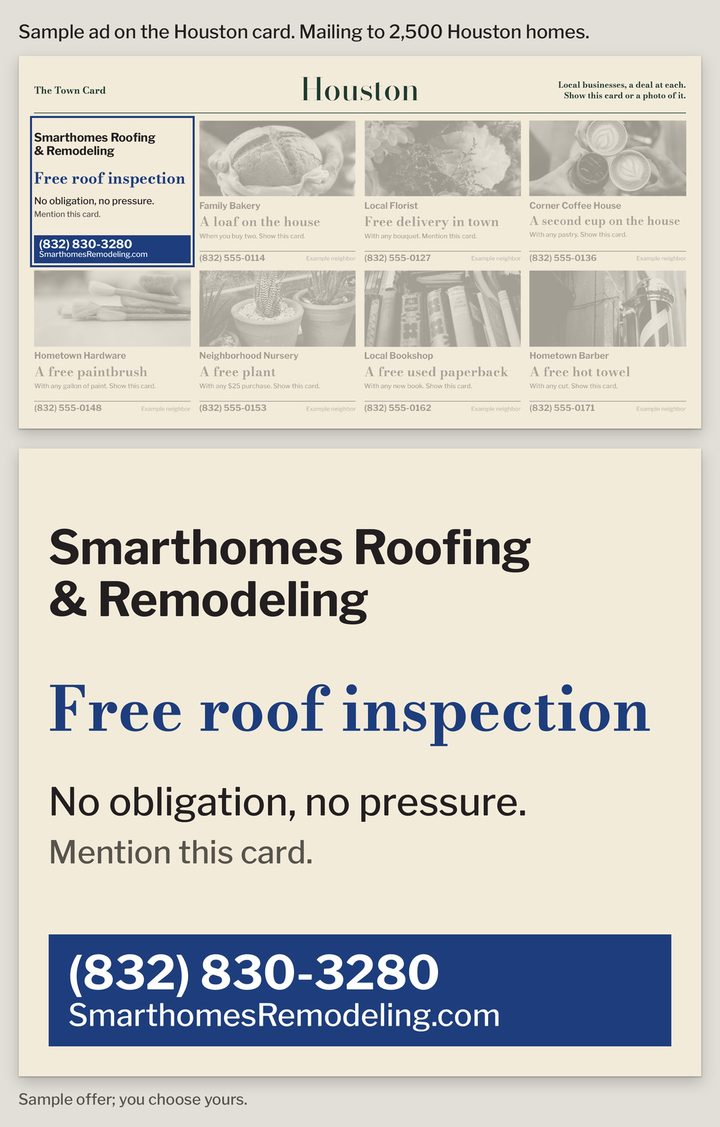 Sample ad on the Houston card. Mailing to 2,500 Houston homes.
The Town Card
Houston
Local businesses, a deal at each.
Show this card or a photo of it.
Smarthomes Roofing
& Remodeling
Free roof inspection
No obligation, no pressure.
Mention this card.
(832) 830-3280
SmarthomesRemodeling.com
Family Bakery
A loaf on the house
When you buy two. Show this card.
(832) 555-0114
Example neighbor
Local Florist
Free delivery in town
With any bouquet. Mention this card.
(832) 555-0127
Example neighbor
Corner Coffee House
A second cup on the house
With any pastry. Show this card.
(832) 555-0136
Example neighbor
Hometown Hardware
A free paintbrush
With any gallon of paint. Show this card.
(832) 555-0148
Example neighbor
Neighborhood Nursery
A free plant
With any $25 purchase. Show this card.
(832) 555-0153
Example neighbor
Local Bookshop
A free used paperback
With any new book. Show this card.
(832) 555-0162
Example neighbor
Hometown Barber
A free hot towel
With any cut. Show this card.
(832) 555-0171
Example neighbor
Smarthomes Roofing
& Remodeling
Free roof inspection
No obligation, no pressure.
Mention this card.
(832) 830-3280
SmarthomesRemodeling.com
Sample offer; you choose yours.